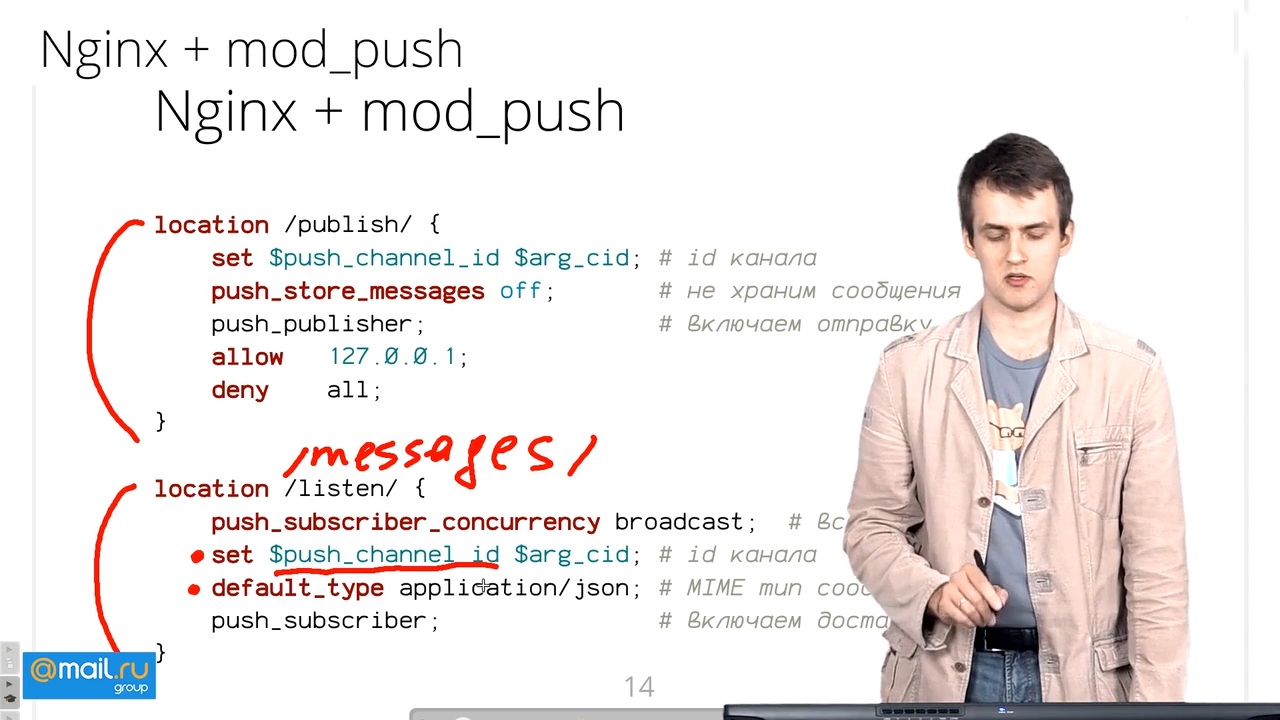 Nginx + mod_push
Nginx + mod_push
location /publish/ {
set $push_channel_id $arg_cid; # id канала
push_store_messages off; # не храним сообщения
push_publisher; # включаем отправку
allow 127.0.0.1;
deny all;
}
/messages/
location /listen/ {
push_subscriber_concurrency broadcast; #
set $push_channel_id $arg_cid; # id канала
default_type application/json; # MIME тип
push_subscriber; # включаем
}
@mail.ru
group
14